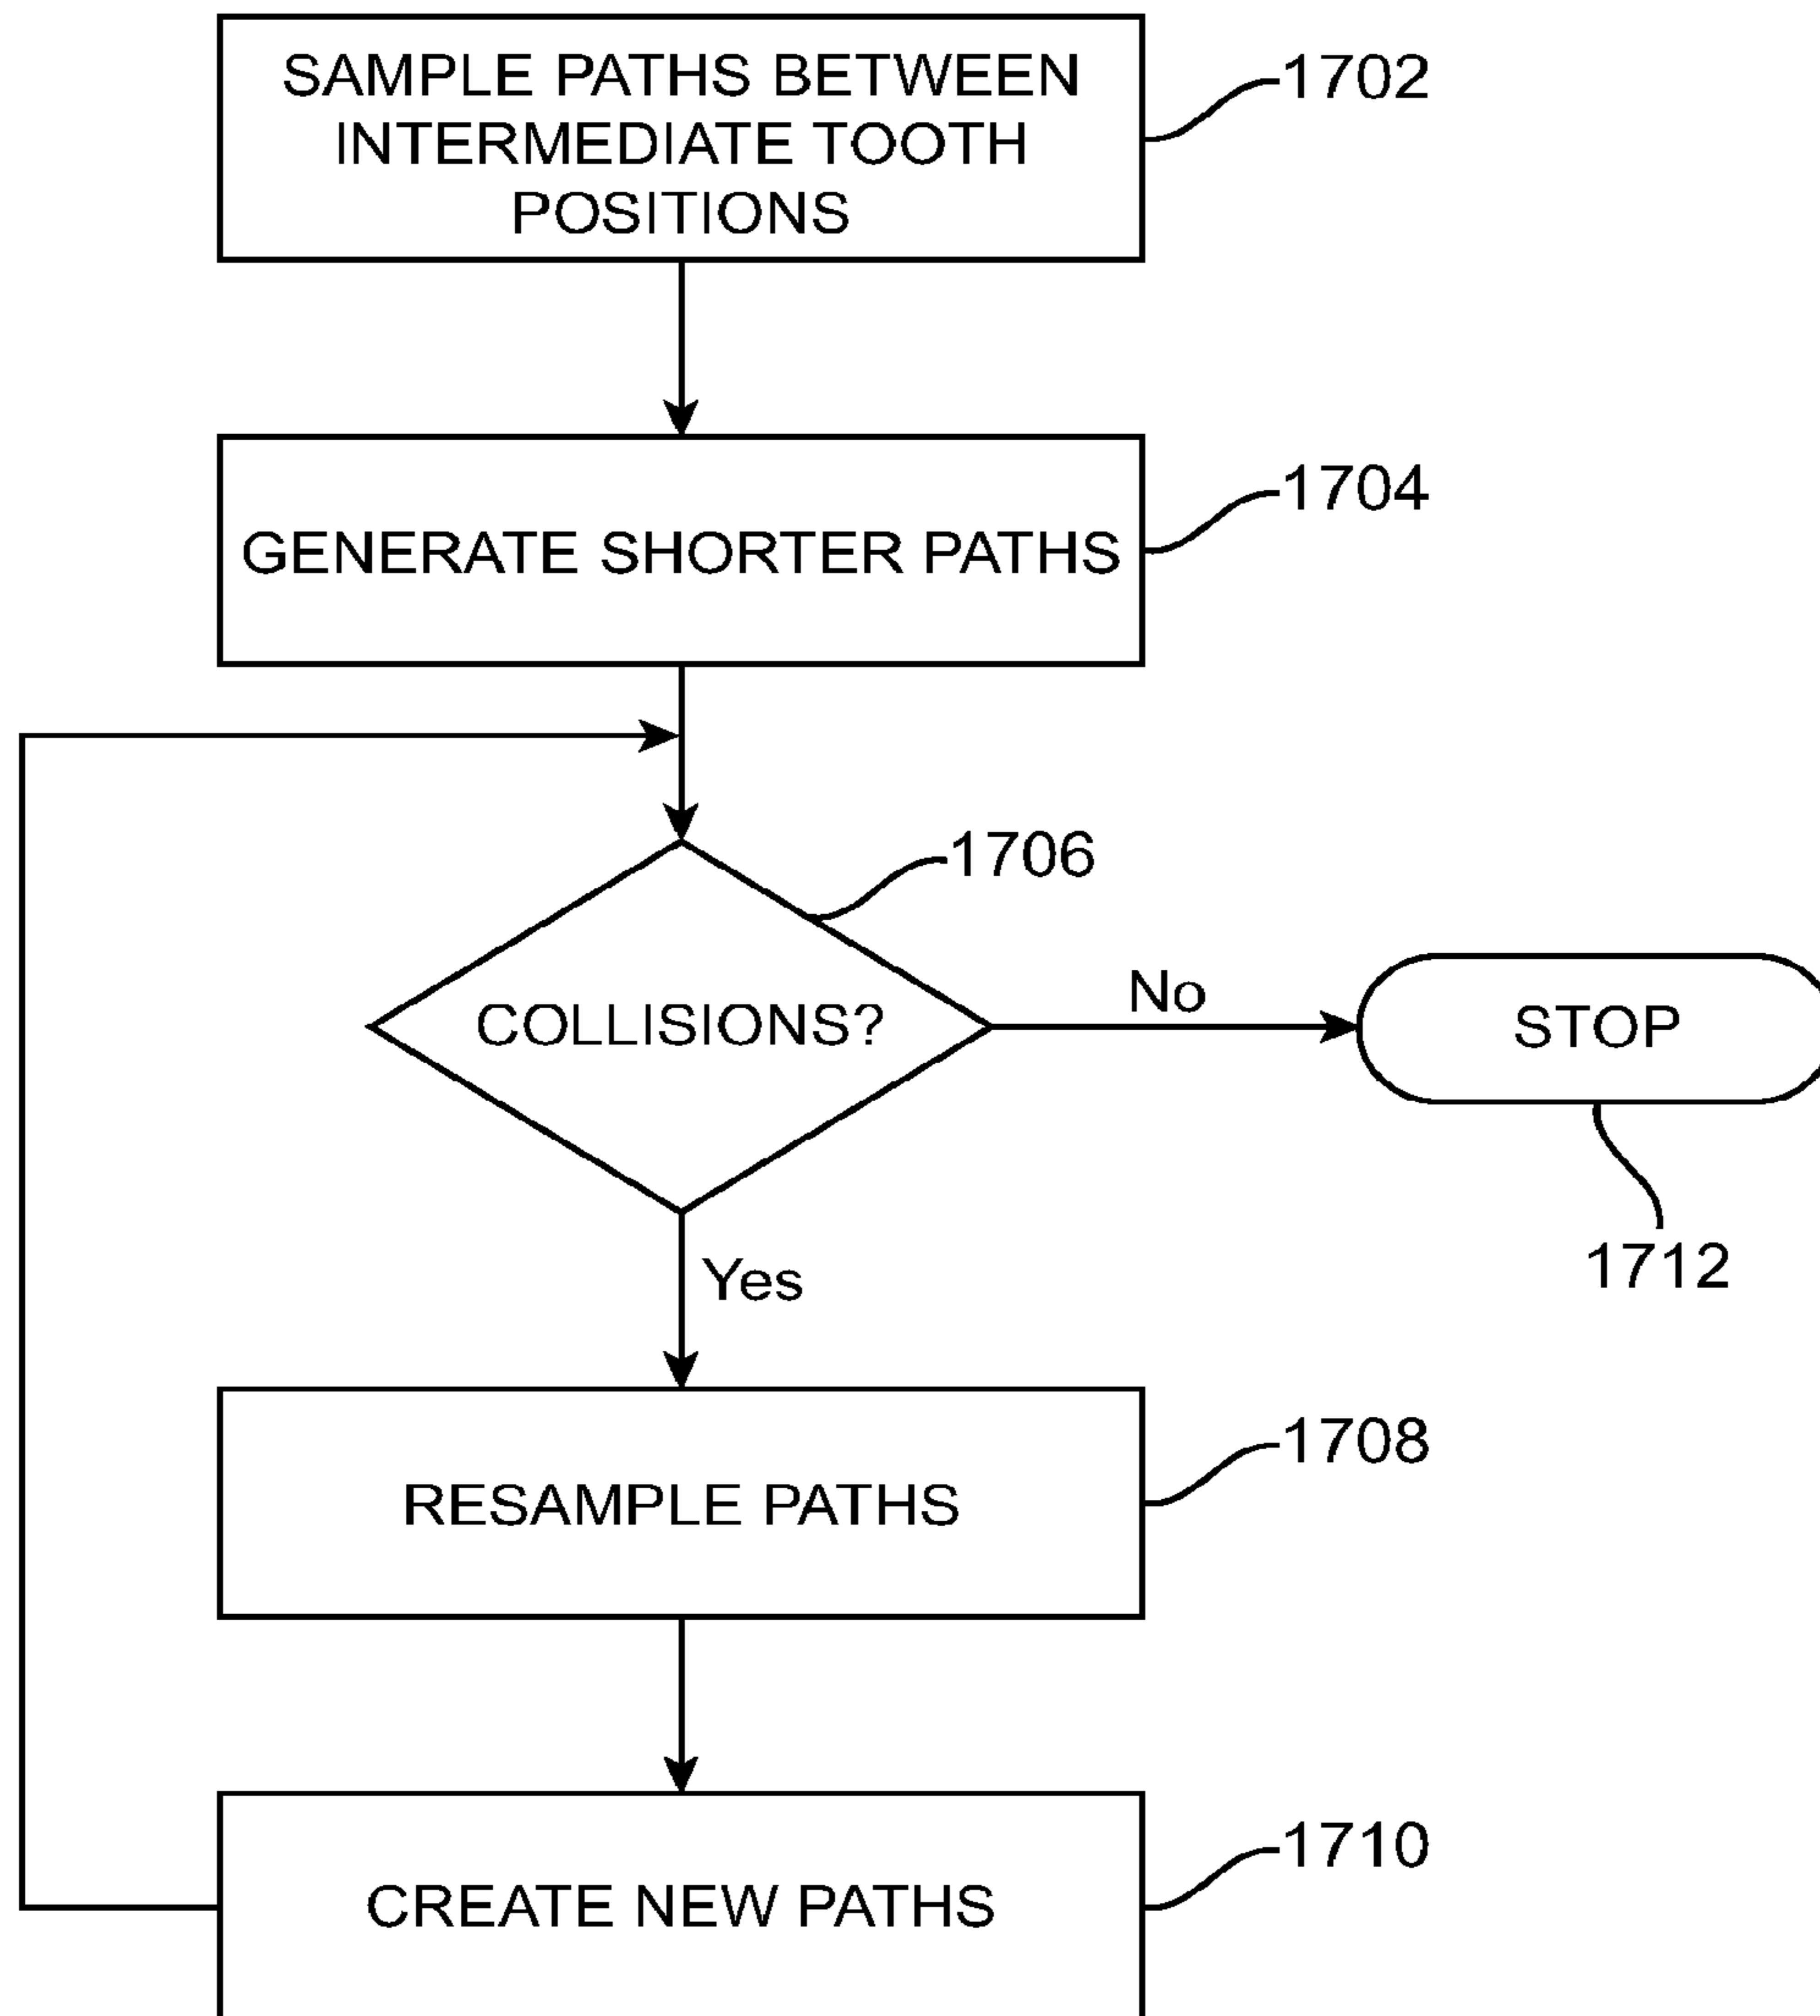 SAMPLE PATHS BETWEEN
INTERMEDIATE TOOTH
POSITIONS
1702
GENERATE SHORTER PATHS
1704
COLLISIONS?
1706
No
STOP
1712
Yes
RESAMPLE PATHS
1708
CREATE NEW PATHS
1710